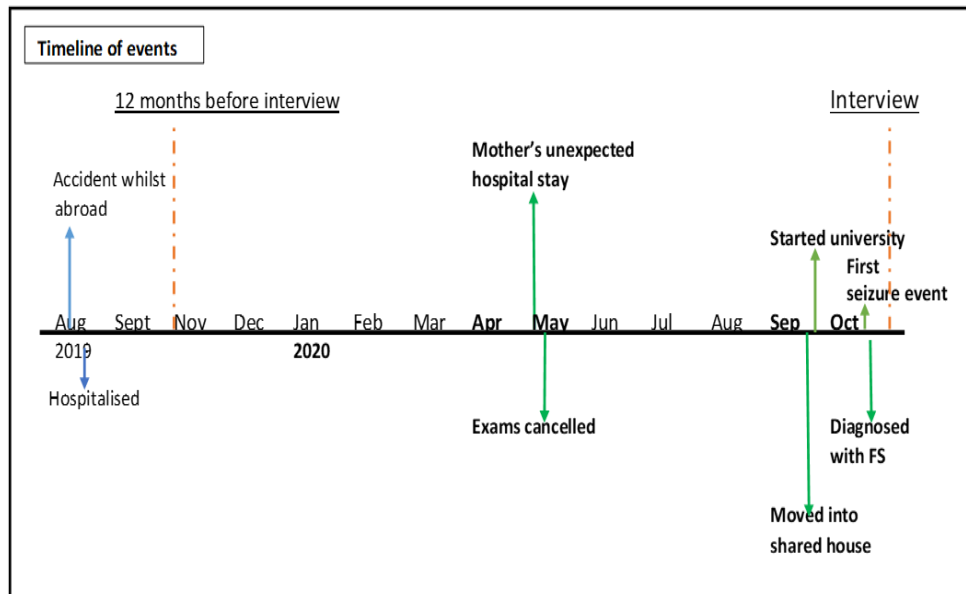 Timeline of events
12 months before interview
Interview
Mother’s unexpected
hospital stay
Accident whilst
abroad
Started university
First
seizure event
Aug Sept Nov Dec Jan Feb Mar Apr May Jun Jul Aug Sep Oct
2019 2020
Hospitalised
Exams cancelled
Diagnosed
with FS
Moved into
shared house